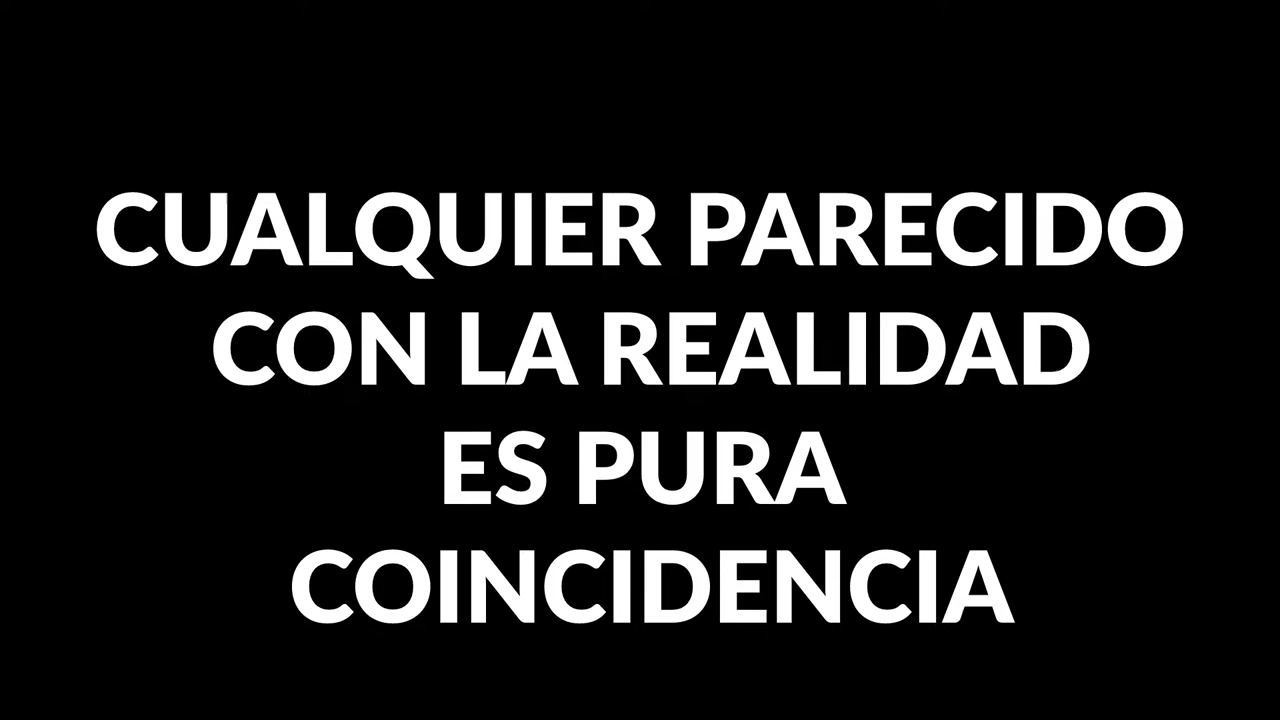 CUALQUIER PARECIDO
CON LA REALIDAD
ES PURA
COINCIDENCIA